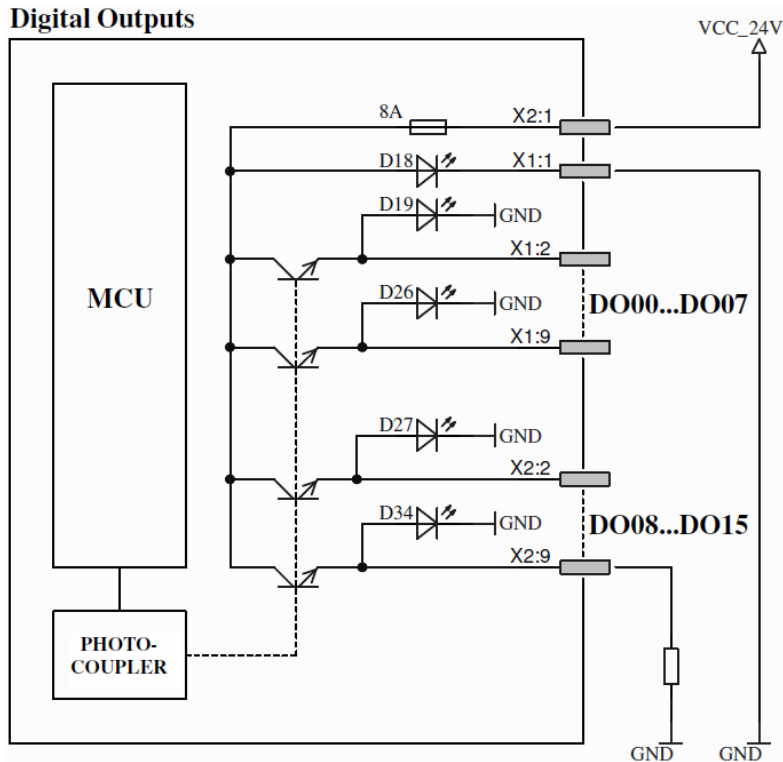 Digital Outputs
VCC_24V
8A
X2:1
D18
X1:1
D19
GND
X1:2
MCU
D26
GND
DO00...DO07
X1:9
D27
GND
X2:2
D34
GND
DO08...DO15
X2:9
PHOTO-
COUPLER
GND
GND